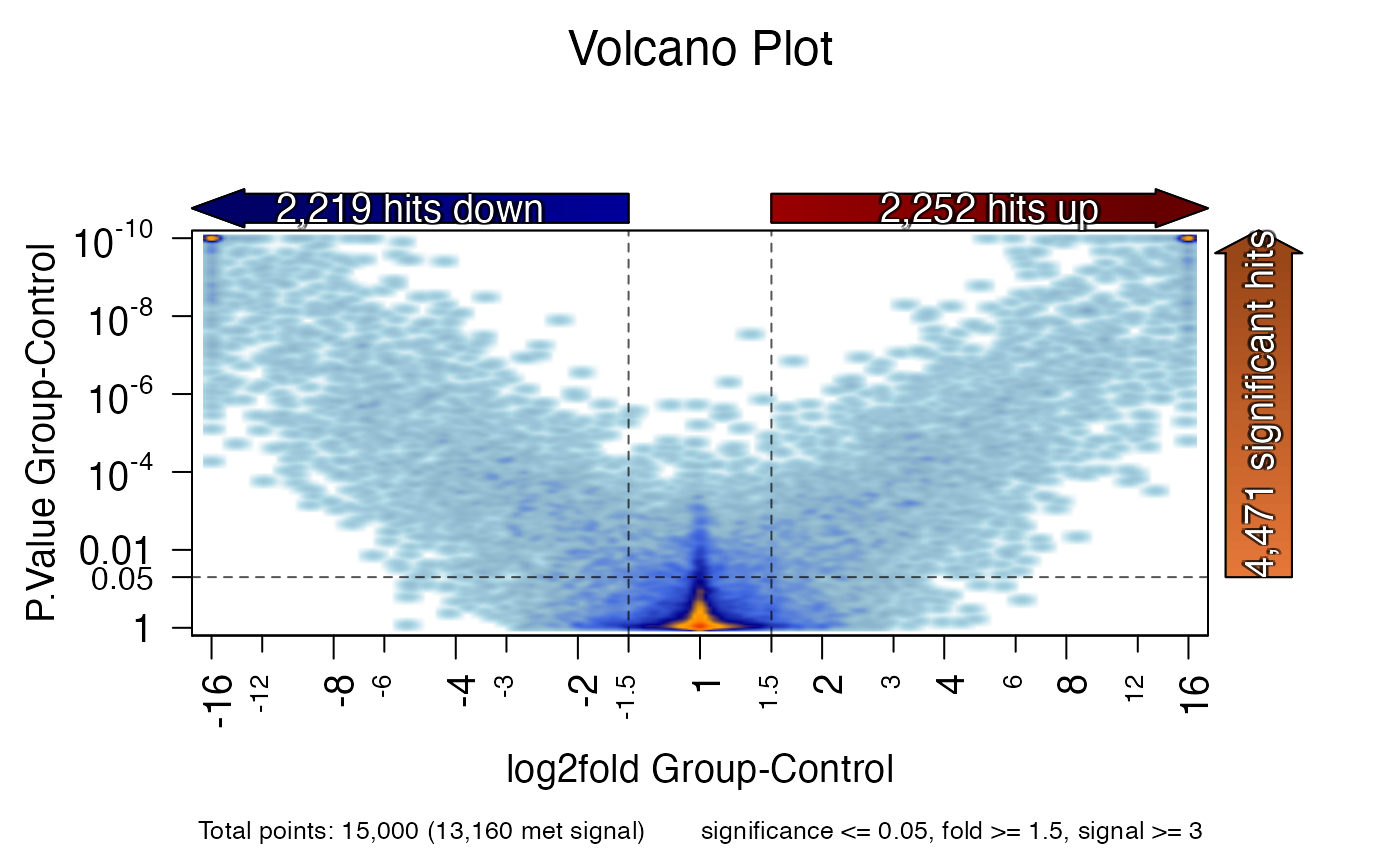 Volcano Plot
2,219 hits down
2,252 hits up
4,471 significant hits
P.Value Group-Control
10^-10
10^-8
10^-6
10^-4
0.01
0.05
1
-16 -12 -8 -6 -4 -3 -2 -1.5 1 1.5 2 3 4 6 8 12 16
log2fold Group-Control
Total points: 15,000 (13,160 met signal) significance <= 0.05, fold >= 1.5, signal >= 3